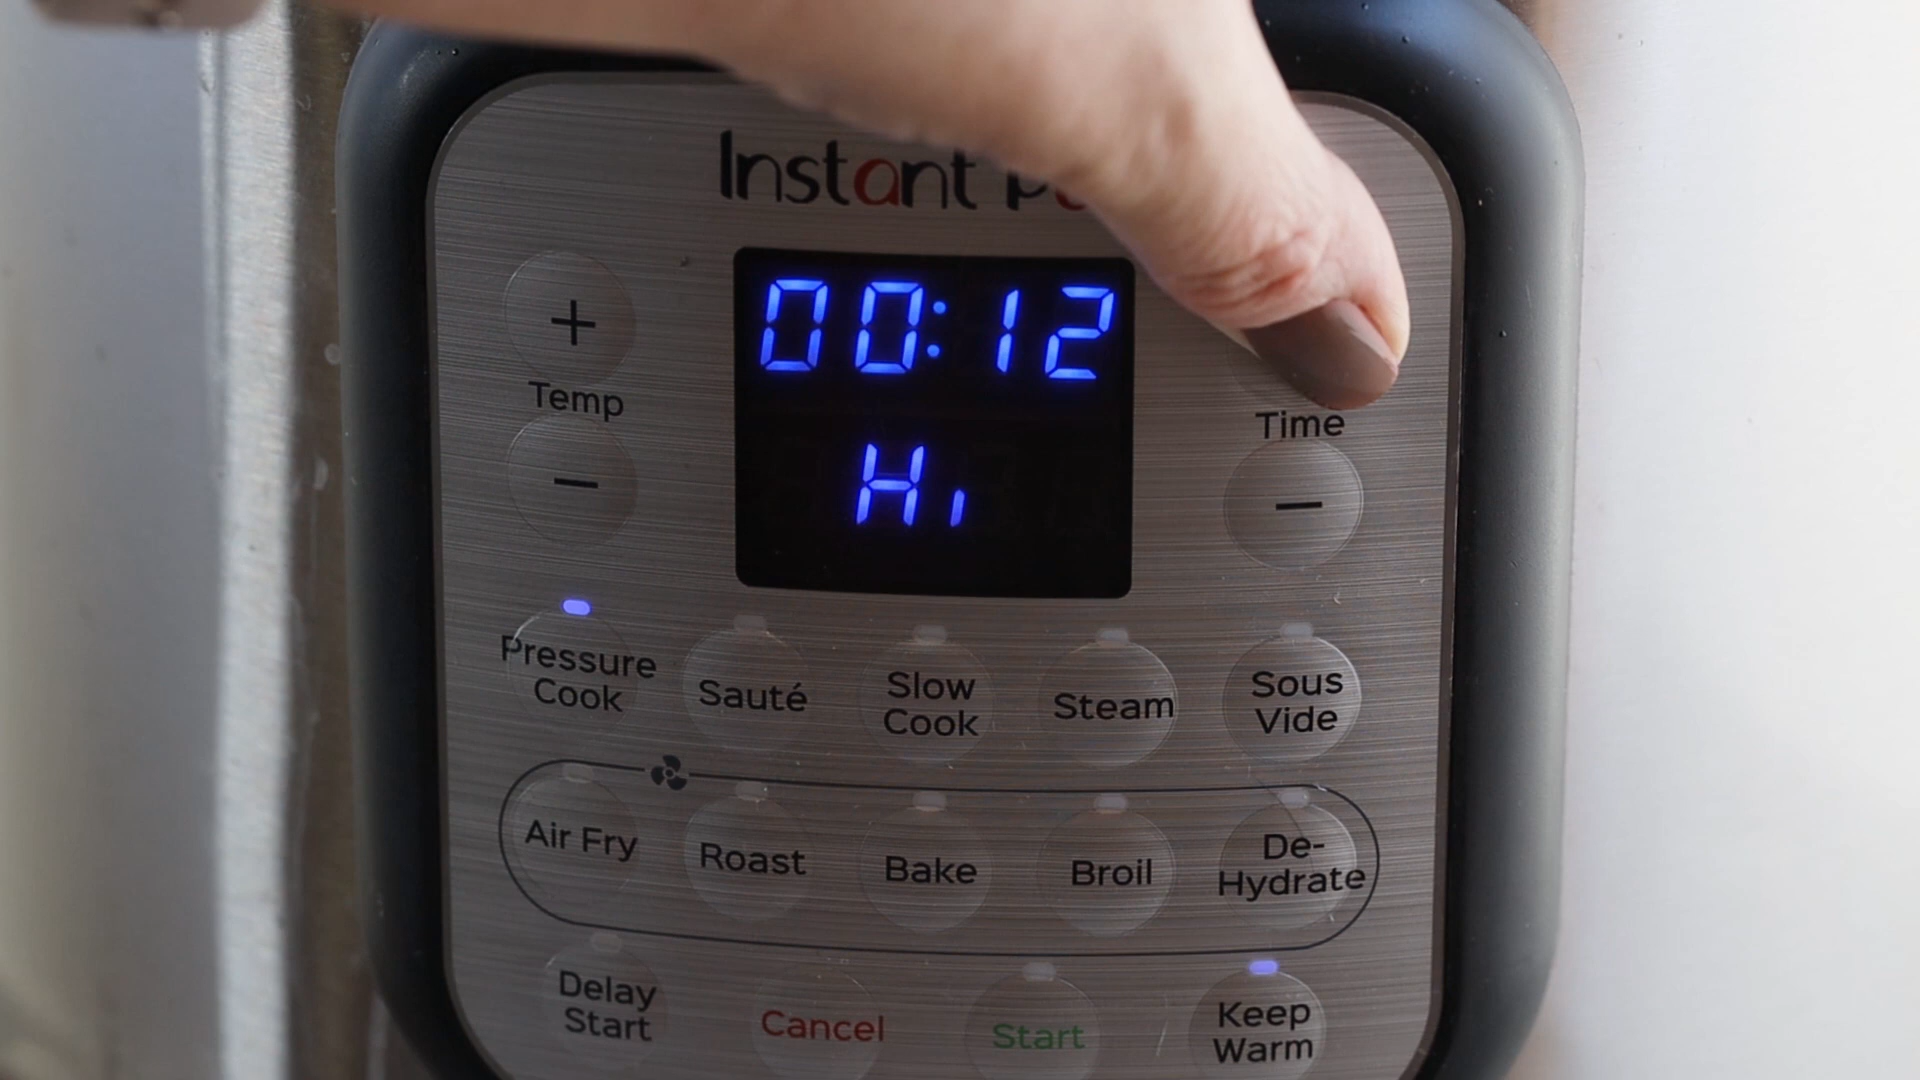 Instant P
00:12
Hi
+
Temp
-
Time
-
Pressure
Cook
Sauté
Slow
Cook
Steam
Sous
Vide
Air Fry
Roast
Bake
Broil
De-
Hydrate
Delay
Start
Cancel
Start
Keep
Warm